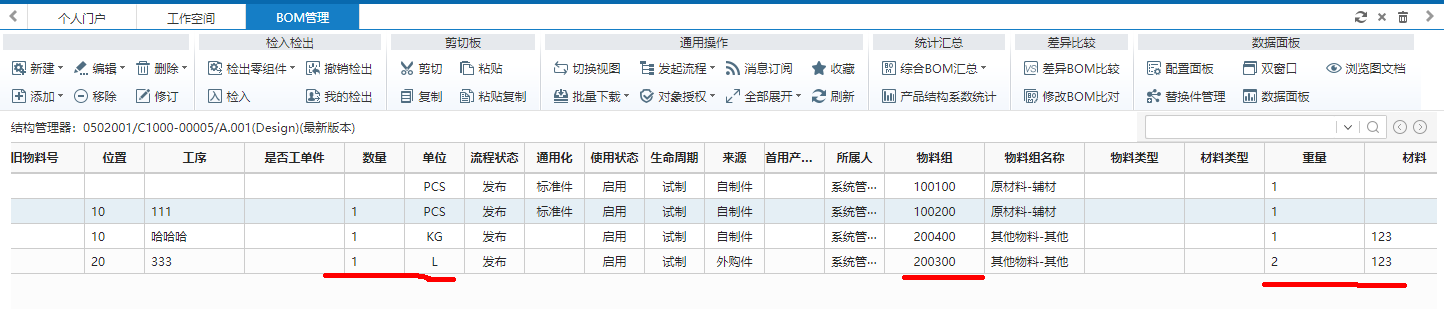 个人门户 工作空间 BOM管理
检入检出 剪切板 通用操作 统计汇总 差异比较 数据面板
新建 编辑 删除 检出零组件 撤销检出 剪切 粘贴 切换视图 发起流程 消息订阅 收藏 综合BOM汇总 差异BOM比较 配置面板 双窗口 浏览图文档
添加 移除 修订 检入 我的检出 复制 粘贴复制 批量下载 对象授权 全部展开 刷新 产品结构系数统计 修改BOM比对 替换件管理 数据面板
结构管理器：0502001/C1000-00005/A.001(Design)(最新版本)
旧物料号 位置 工序 是否工单件 数量 单位 流程状态 通用化 使用状态 生命周期 来源 首用产... 所属人 物料组 物料组名称 物料类型 材料类型 重量 材料
PCS 发布 标准件 启用 试制 自制件 系统管... 100100 原材料-辅材 1
10 111 1 PCS 发布 标准件 启用 试制 自制件 系统管... 100200 原材料-辅材 1
10 哈哈哈 1 KG 发布 启用 试制 自制件 系统管... 200400 其他物料-其他 1 123
20 333 1 L 发布 启用 试制 外购件 系统管... 200300 其他物料-其他 2 123